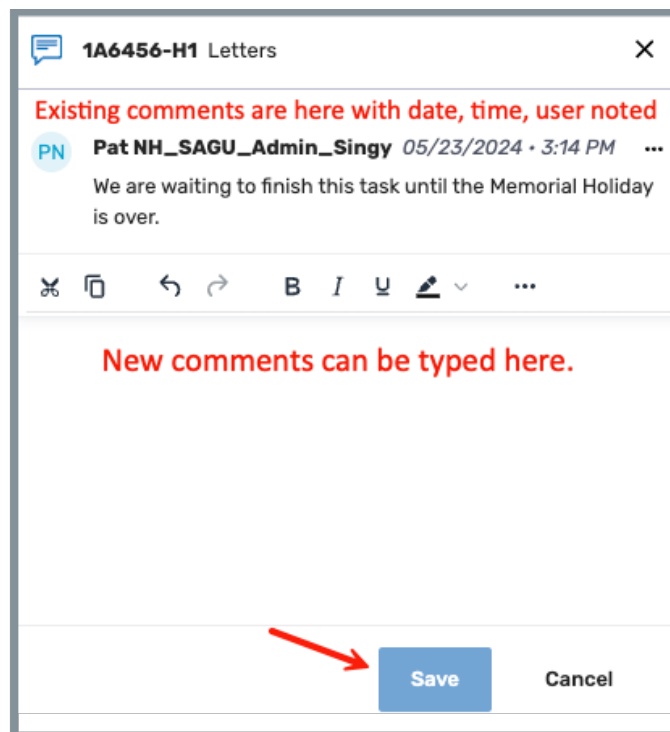 1A6456-H1 Letters
Existing comments are here with date, time, user noted
PN Pat NH_SAGU_Admin_Singy 05/23/2024 • 3:14 PM
We are waiting to finish this task until the Memorial Holiday
is over.
B I U
New comments can be typed here.
Save Cancel